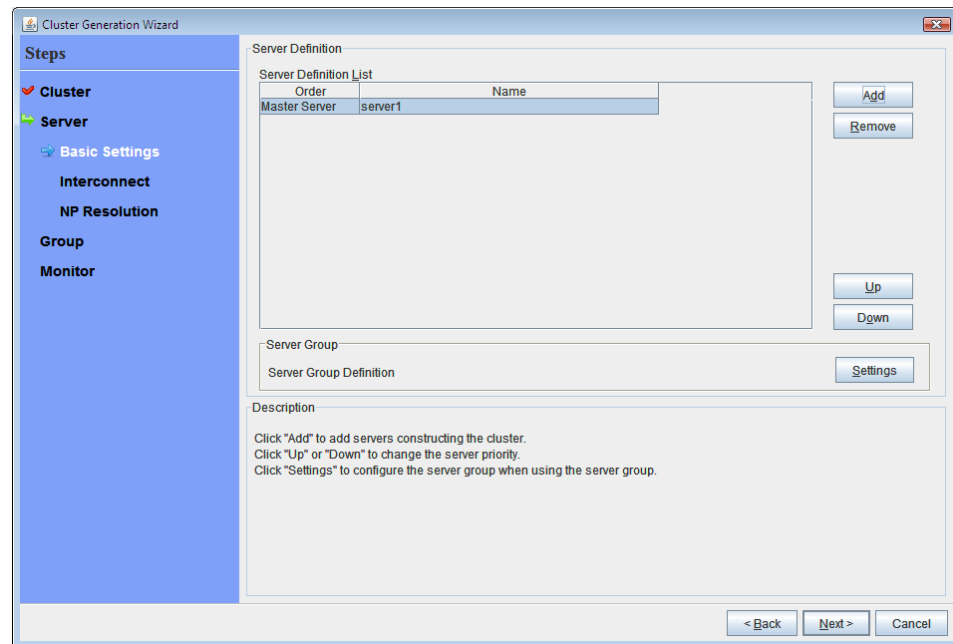 Cluster Generation Wizard
Steps
Cluster
Server
Basic Settings
Interconnect
NP Resolution
Group
Monitor
Server Definition
Server Definition List
Order Name
Master Server server1
Add
Remove
Up
Down
Server Group
Server Group Definition
Settings
Description
Click "Add" to add servers constructing the cluster.
Click "Up" or "Down" to change the server priority.
Click "Settings" to configure the server group when using the server group.
< Back Next > Cancel